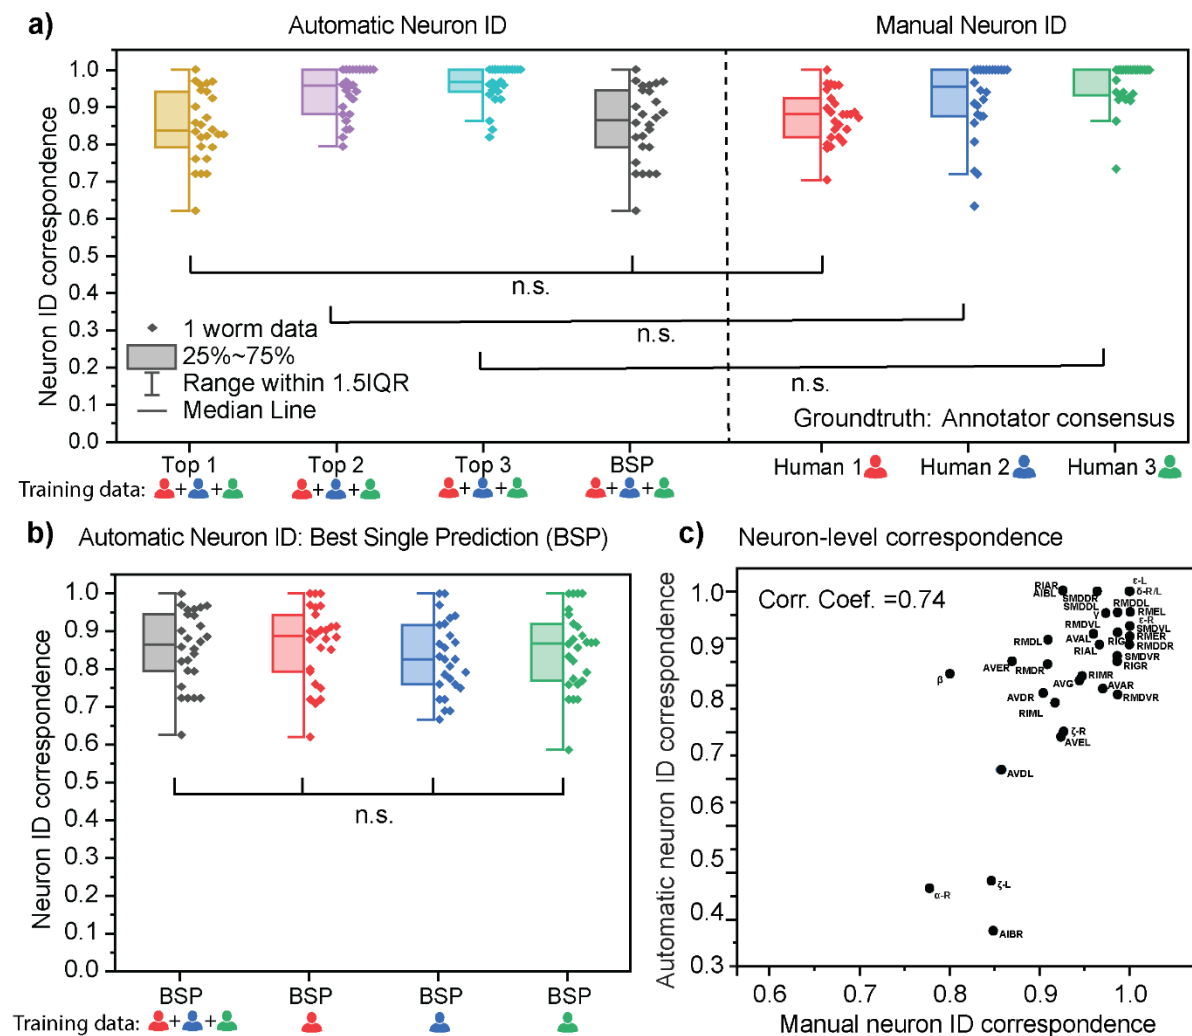 a)
Automatic Neuron ID
Manual Neuron ID
Neuron ID correspondence
1.0
0.9
0.8
0.7
0.6
0.5
0.4
0.3
0.2
0.1
0.0
n.s.
n.s.
n.s.
1 worm data
25%~75%
Range within 1.5IQR
Median Line
Groundtruth: Annotator consensus
Top 1
Top 2
Top 3
BSP
Human 1
Human 2
Human 3
Training data:
+
+
+
+
+
+
+
+
b)
Automatic Neuron ID: Best Single Prediction (BSP)
Neuron ID correspondence
1.0
0.9
0.8
0.7
0.6
0.5
0.4
0.3
0.2
0.1
0.0
n.s.
BSP
BSP
BSP
BSP
Training data:
+
+
c)
Neuron-level correspondence
Automatic neuron ID correspondence
1.0
0.9
0.8
0.7
0.6
0.5
0.4
0.3
Corr. Coef. =0.74
ε-L
RIAR
δ-R/L
AIBL
SMDDR
RMDDL
SMDDL
γ
RMEL
ε-R
RMDVL
SMDVL
AVAL
RIG
RMER
RMDL
RIAL
RMDDR
SMDVR
AVER
RMDR
RIGR
β
RIMR
AVG
AVAR
AVDR
RMDVR
RIML
ζ-R
AVEL
AVDL
ζ-L
α-R
AIBR
0.6
0.7
0.8
0.9
1.0
Manual neuron ID correspondence